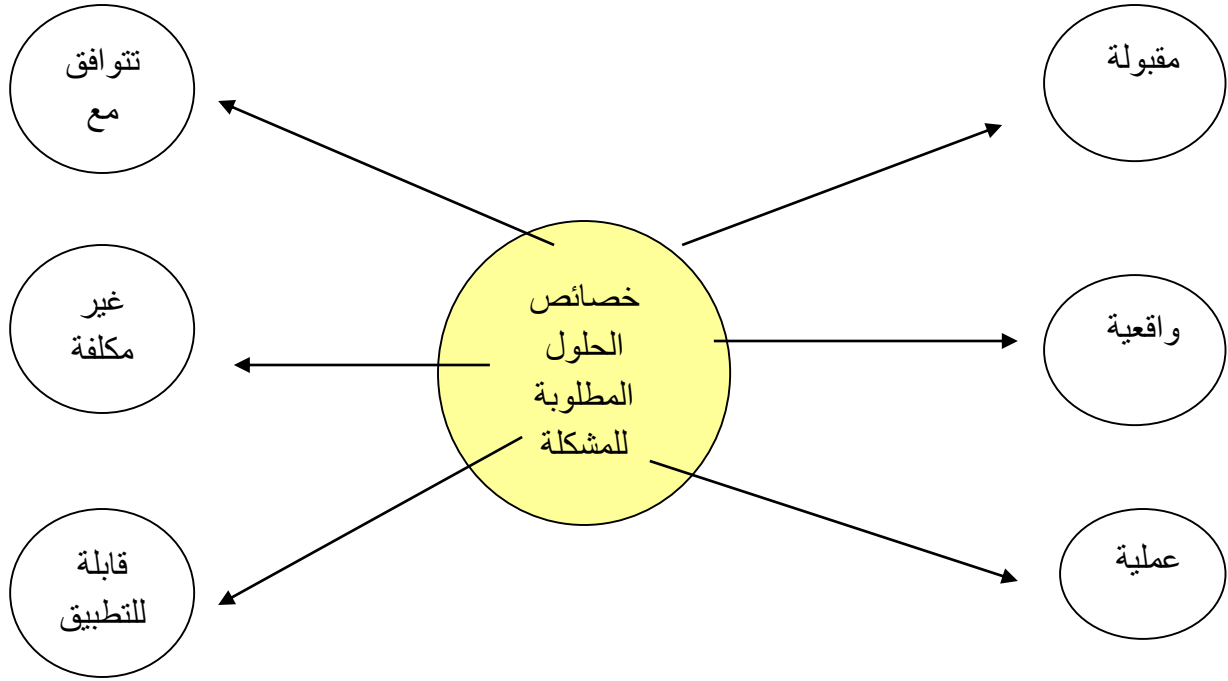 مقبولة
تتوافق
مع
خصائص
الحلول
المطلوبة
للمشكلة
واقعية
غير
مكلفة
عملية
قابلة
للتطبيق